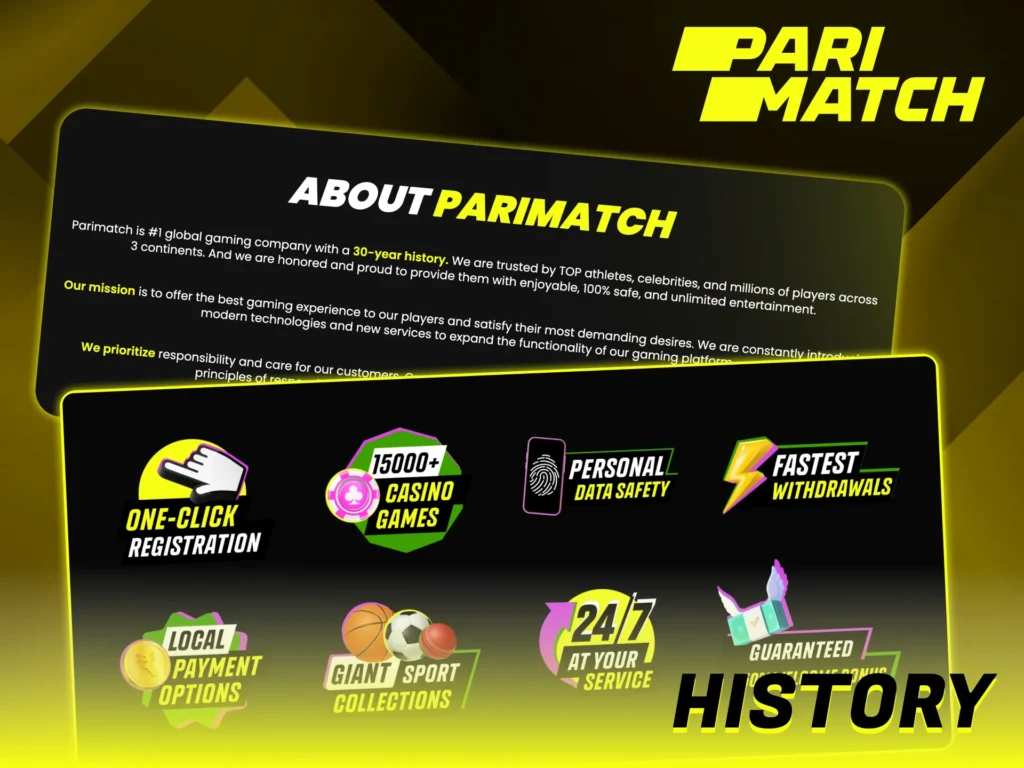 PARI
MATCH
ABOUT PARIMATCH
Parimatch is #1 global gaming company with a 30-year history. We are trusted by TOP athletes, celebrities, and millions of players across
3 continents. And we are honored and proud to provide them with enjoyable, 100% safe, and unlimited entertainment.
Our mission is to offer the best gaming experience to our players and satisfy their most demanding desires. We are constantly
modern technologies and new services to expand the functionality of our gaming
We prioritize responsibility and care for our customers.
principles of
ONE-CLICK
REGISTRATION
15000+
CASINO
GAMES
PERSONAL
DATA SAFETY
FASTEST
WITHDRAWALS
LOCAL
PAYMENT
OPTIONS
GIANT SPORT
COLLECTIONS
24/7
AT YOUR
SERVICE
GUARANTEED
HISTORY